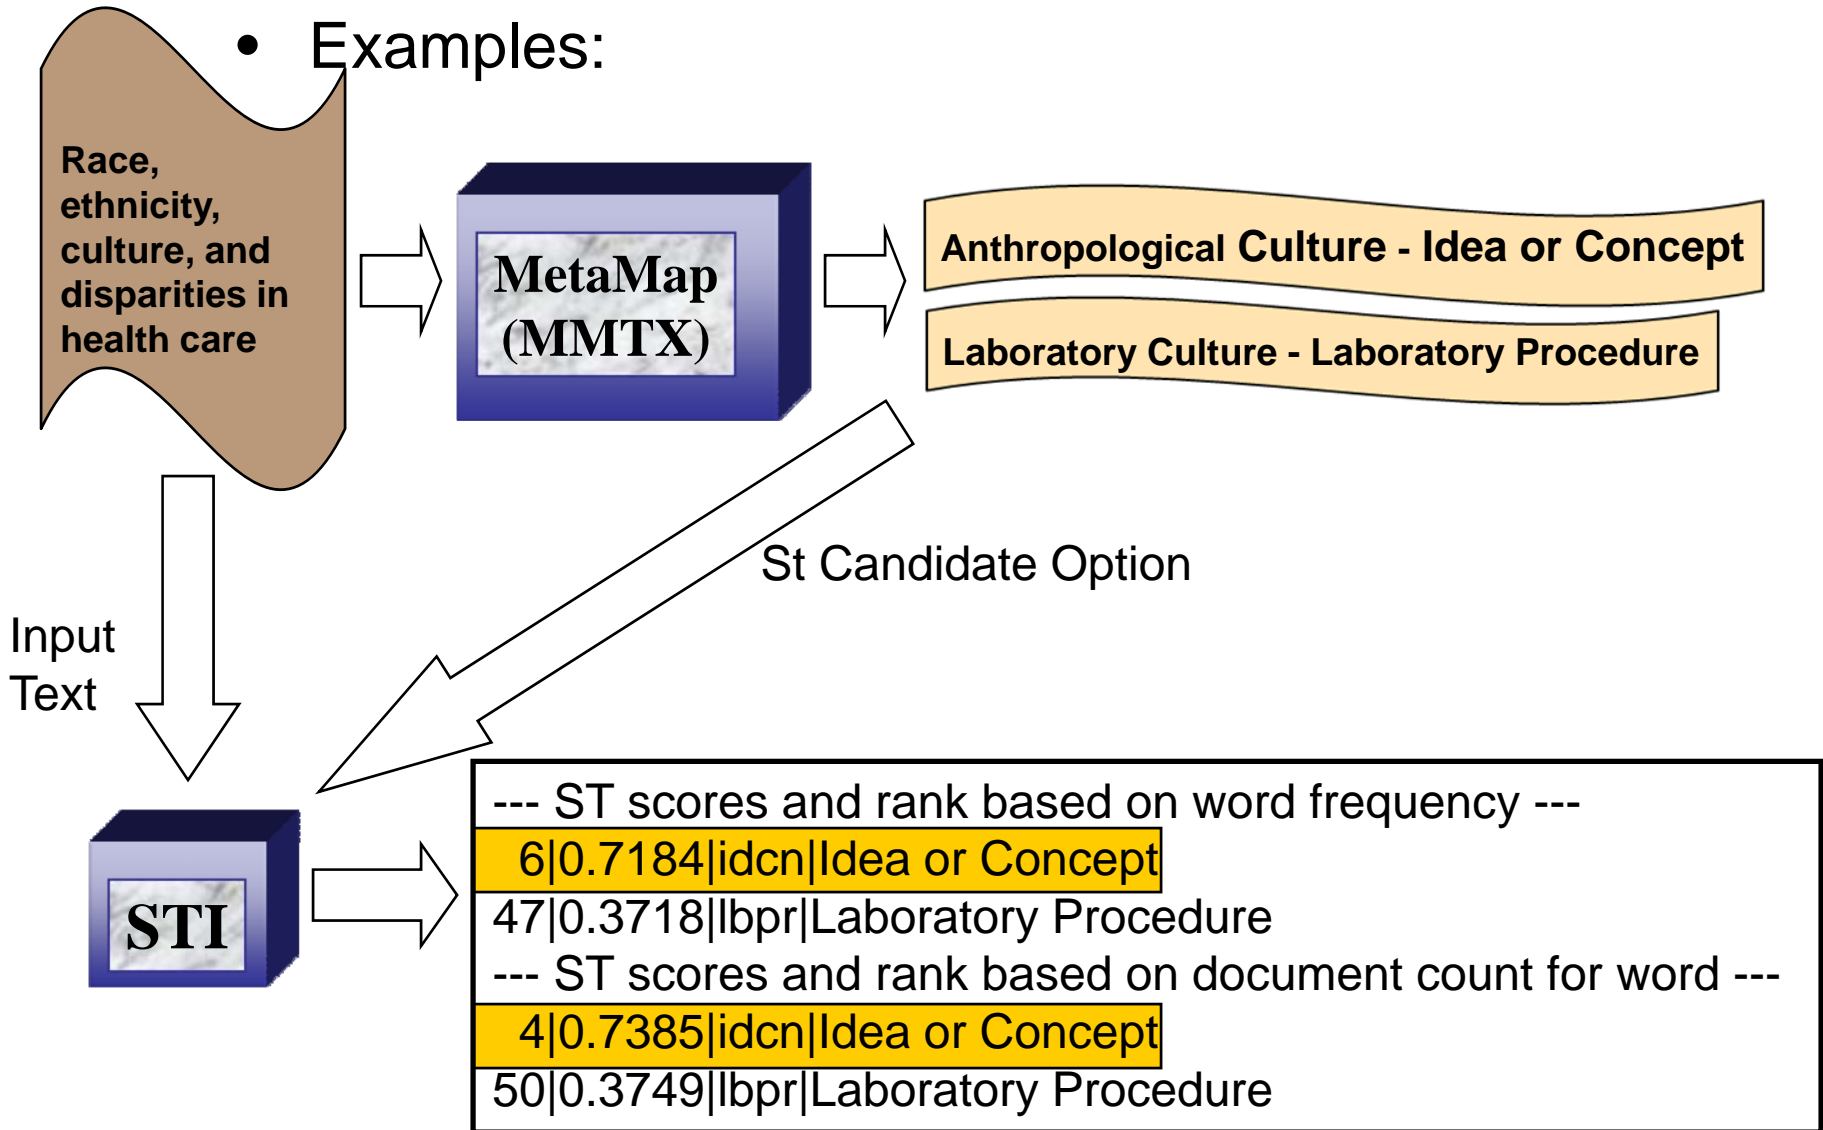 • Examples:
Race,
ethnicity,
culture, and
disparities in
health care
MetaMap
(MMTX)
Anthropological Culture - Idea or Concept
Laboratory Culture - Laboratory Procedure
St Candidate Option
Input
Text
STI
--- ST scores and rank based on word frequency ---
6|0.7184|idcn|Idea or Concept
47|0.3718|lbpr|Laboratory Procedure
--- ST scores and rank based on document count for word ---
4|0.7385|idcn|Idea or Concept
50|0.3749|lbpr|Laboratory Procedure